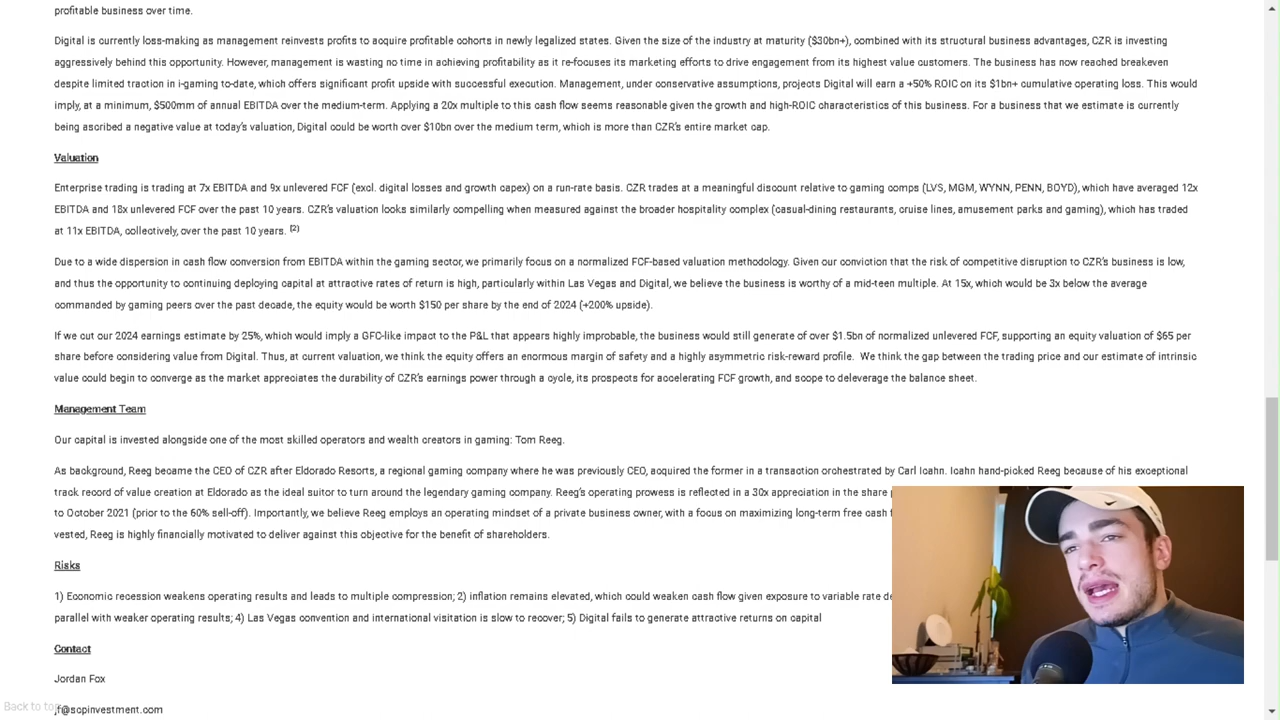 profitable business over time.
Digital is currently loss-making as management reinvests profits to acquire profitable cohorts in newly legalized states. Given the size of the industry at maturity ($30bn+), combined with its structural business advantages, CZR is investing
aggressively behind this opportunity. However, management is wasting no time in achieving profitability as it re-focuses its marketing efforts to drive engagement from its highest value customers. The business has now reached breakeven
despite limited traction in i-gaming to-date, which offers significant profit upside with successful execution. Management, under conservative assumptions, projects Digital will earn a +50% ROIC on its $1bn+ cumulative operating loss. This would
imply, at a minimum, $500mm of annual EBITDA over the medium-term. Applying a 20x multiple to this cash flow seems reasonable given the growth and high-ROIC characteristics of this business. For a business that we estimate is currently
being ascribed a negative value at today's valuation, Digital could be worth over $10bn over the medium term, which is more than CZR's entire market cap.
Valuation
Enterprise trading is trading at 7x EBITDA and 9x unlevered FCF (excl. digital losses and growth capex) on a run-rate basis. CZR trades at a meaningful discount relative to gaming comps (LVS, MGM, WYNN, PENN, BOYD), which have averaged 12x
EBITDA and 18x unlevered FCF over the past 10 years. CZR's valuation looks similarly compelling when measured against the broader hospitality complex (casual-dining restaurants, cruise lines, amusement parks and gaming), which has traded
at 11x EBITDA, collectively, over the past 10 years. [2]
Due to a wide dispersion in cash flow conversion from EBITDA within the gaming sector, we primarily focus on a normalized FCF-based valuation methodology. Given our conviction that the risk of competitive disruption to CZR's business is low,
and thus the opportunity to continue deploying capital at attractive rates of return is high, particularly within Las Vegas and Digital, we believe the business is worthy of a mid-teen multiple. At 15x, which would be 3x below the average
commanded by gaming peers over the past decade, the equity would be worth $150 per share by the end of 2024 (+200% upside).
If we cut our 2024 earnings estimate by 25%, which would imply a GFC-like impact to the P&L that appears highly improbable, the business would still generate of over $1.5bn of normalized unlevered FCF, supporting an equity valuation of $65 per
share before considering value from Digital. Thus, at current valuation, we think the equity offers an enormous margin of safety and a highly asymmetric risk-reward profile. We think the gap between the trading price and our estimate of intrinsic
value could begin to converge as the market appreciates the durability of CZR's earnings power through a cycle, its prospects for accelerating FCF growth, and scope to deleverage the balance sheet.
Management Team
Our capital is invested alongside one of the most skilled operators and wealth creators in gaming: Tom Reeg.
As background, Reeg became the CEO of CZR after Eldorado Resorts, a regional gaming company where he was previously CEO, acquired the former in a transaction orchestrated by Carl Icahn. Icahn hand-picked Reeg because of his exceptional
track record of value creation at Eldorado as the ideal suitor to turn around the legendary gaming company. Reeg's operating prowess is reflected in a 30x appreciation in the share
to October 2021 (prior to the 60% sell-off). Importantly, we believe Reeg employs an operating mindset of a private business owner, with a focus on maximizing long-term free cash
vested, Reeg is highly financially motivated to deliver against this objective for the benefit of shareholders.
Risks
1) Economic recession weakens operating results and leads to multiple compression; 2) inflation remains elevated, which could weaken cash flow given exposure to variable rate
parallel with weaker operating results; 4) Las Vegas convention and international visitation is slow to recover; 5) Digital fails to generate attractive returns on capital
Contact
Jordan Fox
Back to top
jf@sopinvestment.com